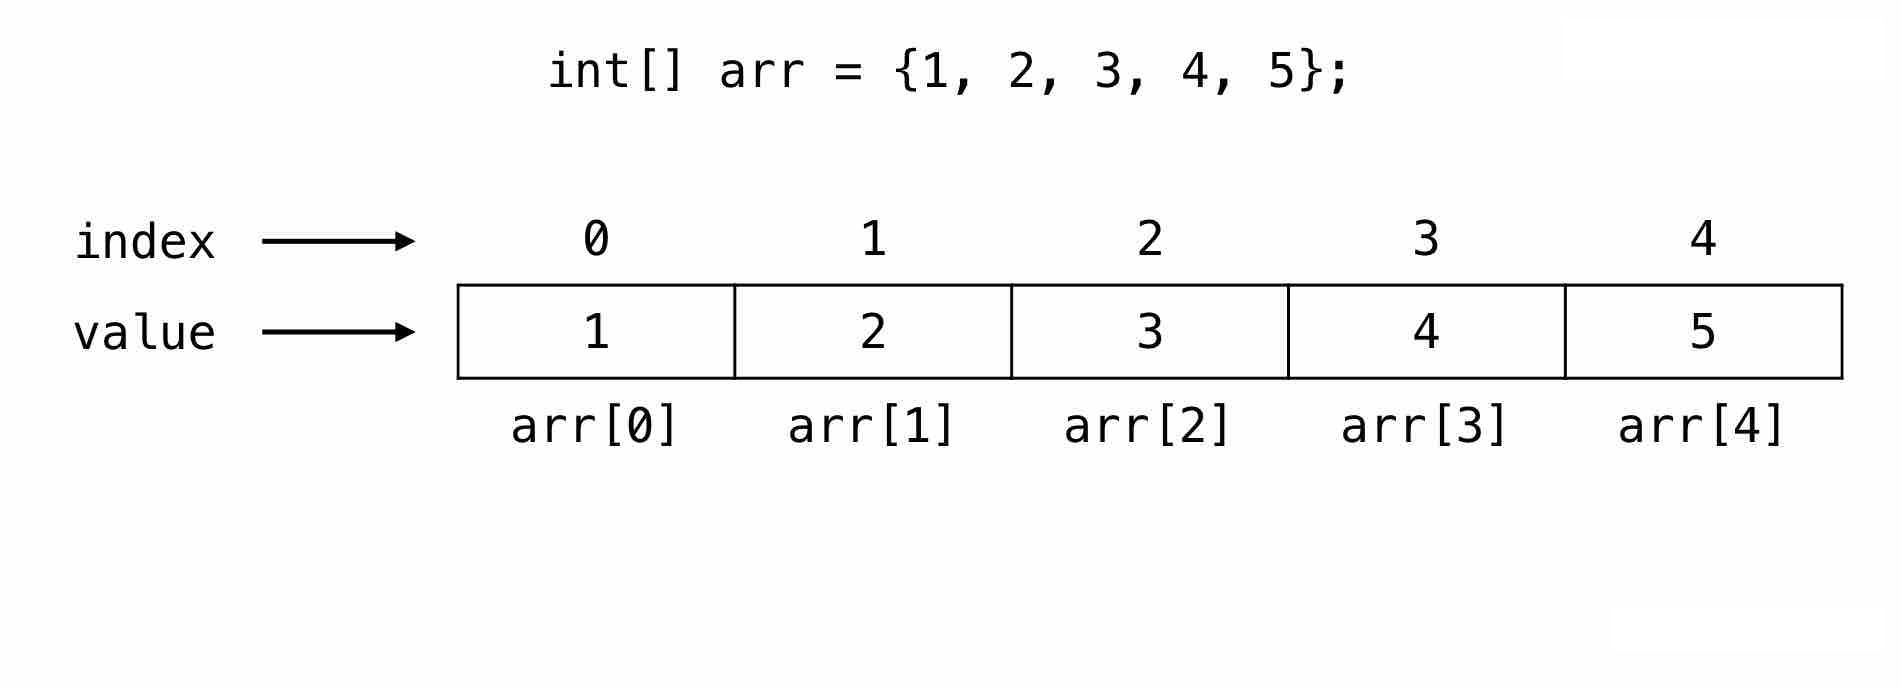 int[] arr = {1, 2, 3, 4, 5};
index 0 1 2 3 4
value 1 2 3 4 5
arr[0] arr[1] arr[2] arr[3] arr[4]